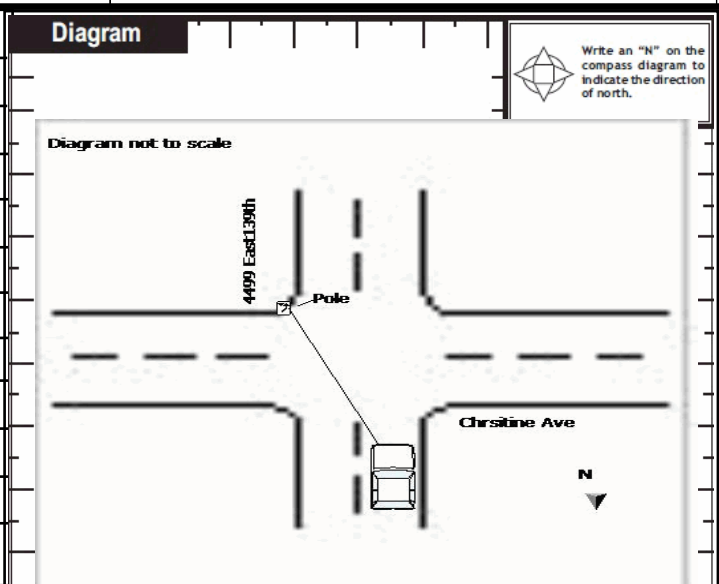 Diagram
Write an “N” on the
compass diagram to
indicate the direction
of north.
Diagram not to scale
4499 East139th
Pole
Chrsitine Ave
N